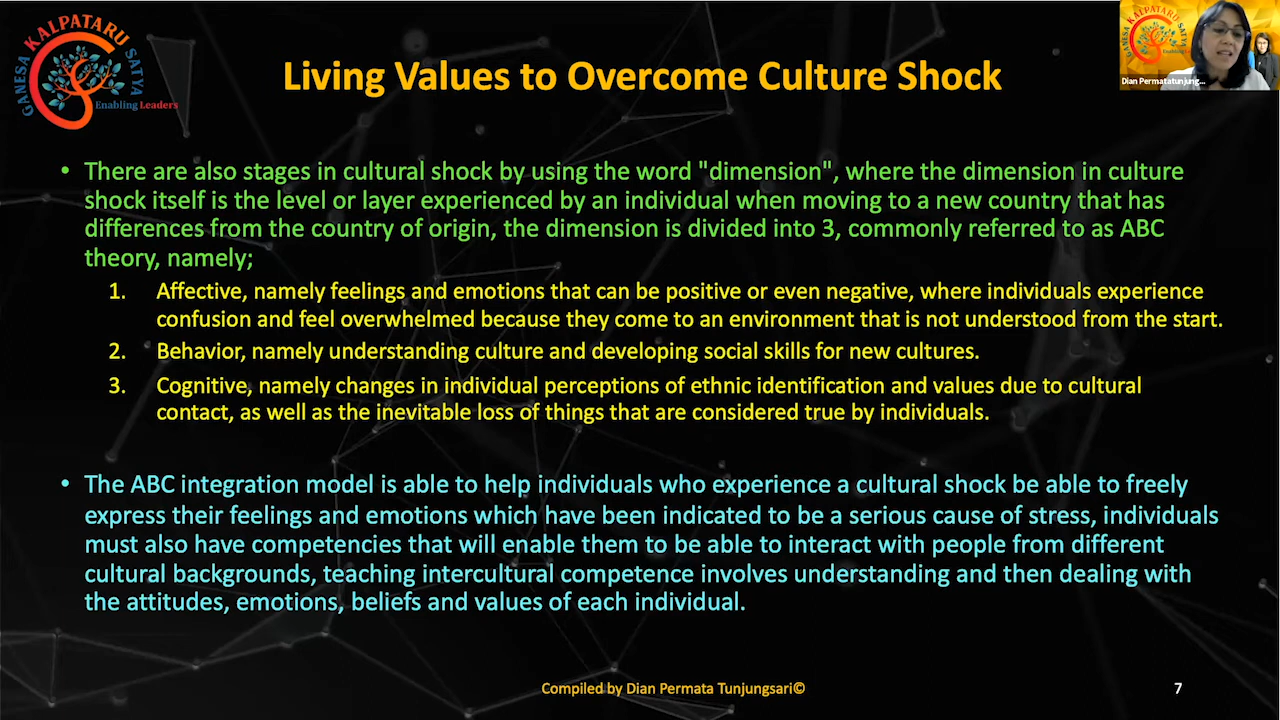 GANESA KALPATARU SATYA
Enabling Leaders
Living Values to Overcome Culture Shock
Dian Permatatunjung...
• There are also stages in cultural shock by using the word "dimension", where the dimension in culture
shock itself is the level or layer experienced by an individual when moving to a new country that has
differences from the country of origin, the dimension is divided into 3, commonly referred to as ABC
theory, namely;
1. Affective, namely feelings and emotions that can be positive or even negative, where individuals experience
confusion and feel overwhelmed because they come to an environment that is not understood from the start.
2. Behavior, namely understanding culture and developing social skills for new cultures.
3. Cognitive, namely changes in individual perceptions of ethnic identification and values due to cultural
contact, as well as the inevitable loss of things that are considered true by individuals.
• The ABC integration model is able to help individuals who experience a cultural shock be able to freely
express their feelings and emotions which have been indicated to be a serious cause of stress, individuals
must also have competencies that will enable them to be able to interact with people from different
cultural backgrounds, teaching intercultural competence involves understanding and then dealing with
the attitudes, emotions, beliefs and values of each individual.
Compiled by Dian Permata Tunjungsari©
7